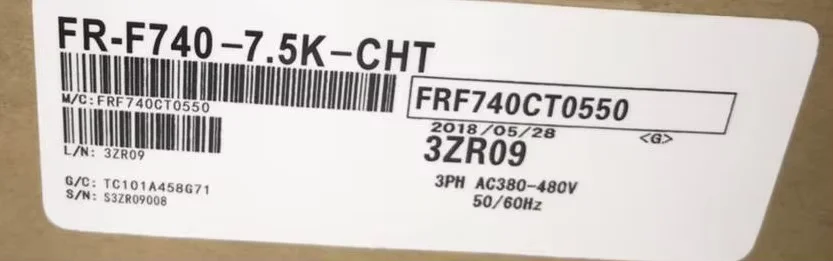 FR-F740-7.5K-CHT
M/C:FRF740CT0550
FRF740CT0550
2018/05/28 <G>
L/N: 3ZR09
3ZR09
G/C: TC101A458G71
S/N: S3ZR09008
3PH AC380-480V
50/60Hz